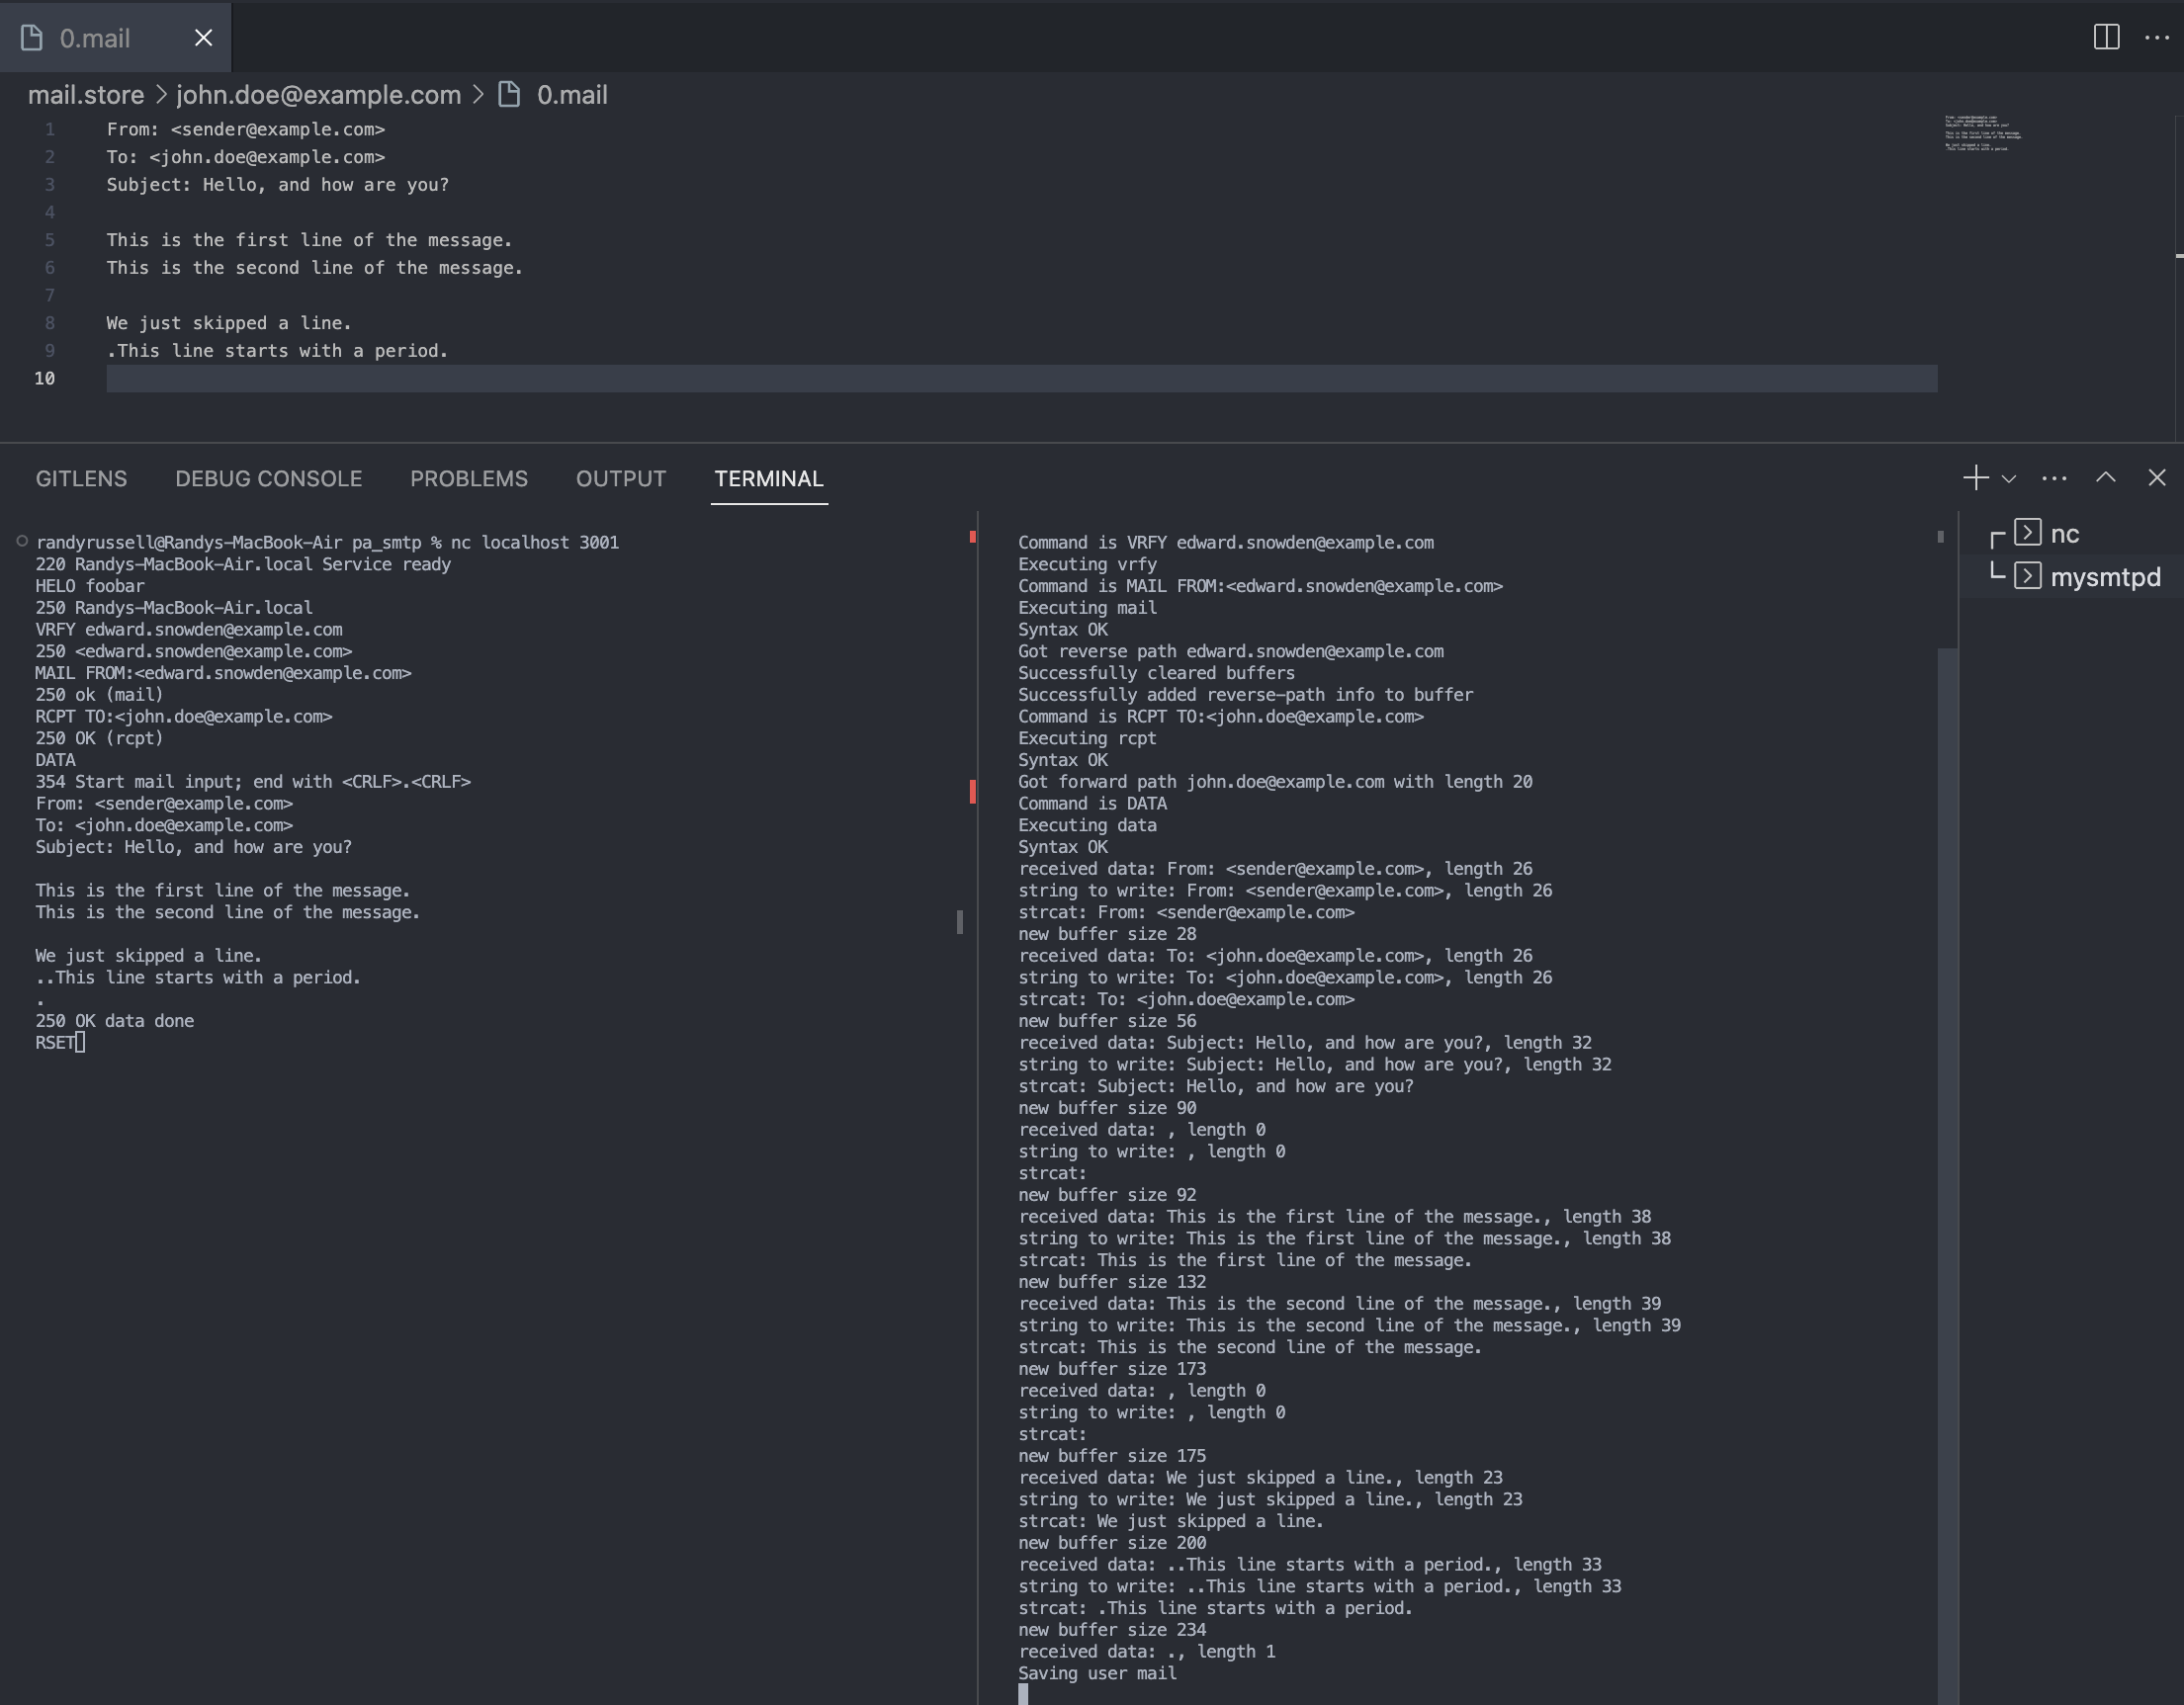 0.mail
mail.store > john.doe@example.com > 0.mail
1 From: <sender@example.com>
2 To: <john.doe@example.com>
3 Subject: Hello, and how are you?
4
5 This is the first line of the message.
6 This is the second line of the message.
7
8 We just skipped a line.
9 .This line starts with a period.
10
GITLENS DEBUG CONSOLE PROBLEMS OUTPUT TERMINAL
randyrussell@Randys-MacBook-Air pa_smtp % nc localhost 3001
220 Randys-MacBook-Air.local Service ready
HELO foobar
250 Randys-MacBook-Air.local
VRFY edward.snowden@example.com
250 <edward.snowden@example.com>
MAIL FROM:<edward.snowden@example.com>
250 ok (mail)
RCPT TO:<john.doe@example.com>
250 OK (rcpt)
DATA
354 Start mail input; end with <CRLF>.<CRLF>
From: <sender@example.com>
To: <john.doe@example.com>
Subject: Hello, and how are you?

This is the first line of the message.
This is the second line of the message.

We just skipped a line.
..This line starts with a period.
.
250 OK data done
RSET
Command is VRFY edward.snowden@example.com
Executing vrfy
Command is MAIL FROM:<edward.snowden@example.com>
Executing mail
Syntax OK
Got reverse path edward.snowden@example.com
Successfully cleared buffers
Successfully added reverse-path info to buffer
Command is RCPT TO:<john.doe@example.com>
Executing rcpt
Syntax OK
Got forward path john.doe@example.com with length 20
Command is DATA
Executing data
Syntax OK
received data: From: <sender@example.com>, length 26
string to write: From: <sender@example.com>, length 26
strcat: From: <sender@example.com>
new buffer size 28
received data: To: <john.doe@example.com>, length 26
string to write: To: <john.doe@example.com>, length 26
strcat: To: <john.doe@example.com>
new buffer size 56
received data: Subject: Hello, and how are you?, length 32
string to write: Subject: Hello, and how are you?, length 32
strcat: Subject: Hello, and how are you?
new buffer size 90
received data: , length 0
string to write: , length 0
strcat:
new buffer size 92
received data: This is the first line of the message., length 38
string to write: This is the first line of the message., length 38
strcat: This is the first line of the message.
new buffer size 132
received data: This is the second line of the message., length 39
string to write: This is the second line of the message., length 39
strcat: This is the second line of the message.
new buffer size 173
received data: , length 0
string to write: , length 0
strcat:
new buffer size 175
received data: We just skipped a line., length 23
string to write: We just skipped a line., length 23
strcat: We just skipped a line.
new buffer size 200
received data: ..This line starts with a period., length 33
string to write: ..This line starts with a period., length 33
strcat: .This line starts with a period.
new buffer size 234
received data: ., length 1
Saving user mail
nc
mysmtpd